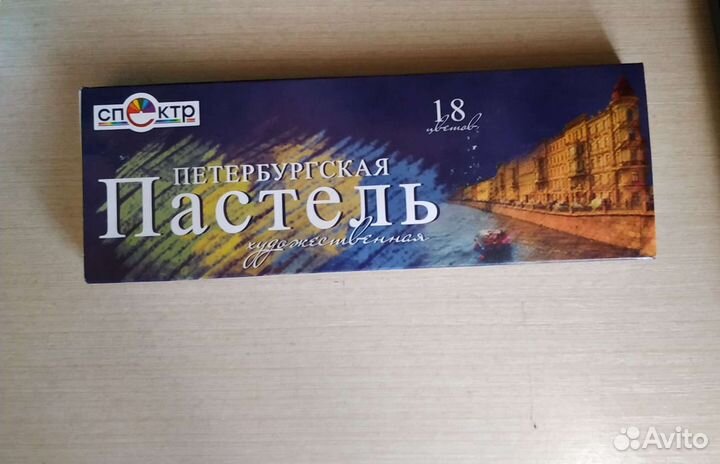 спектр
18
цветов
ПЕТЕРБУРГСКАЯ
Пастель
художественная
Avito